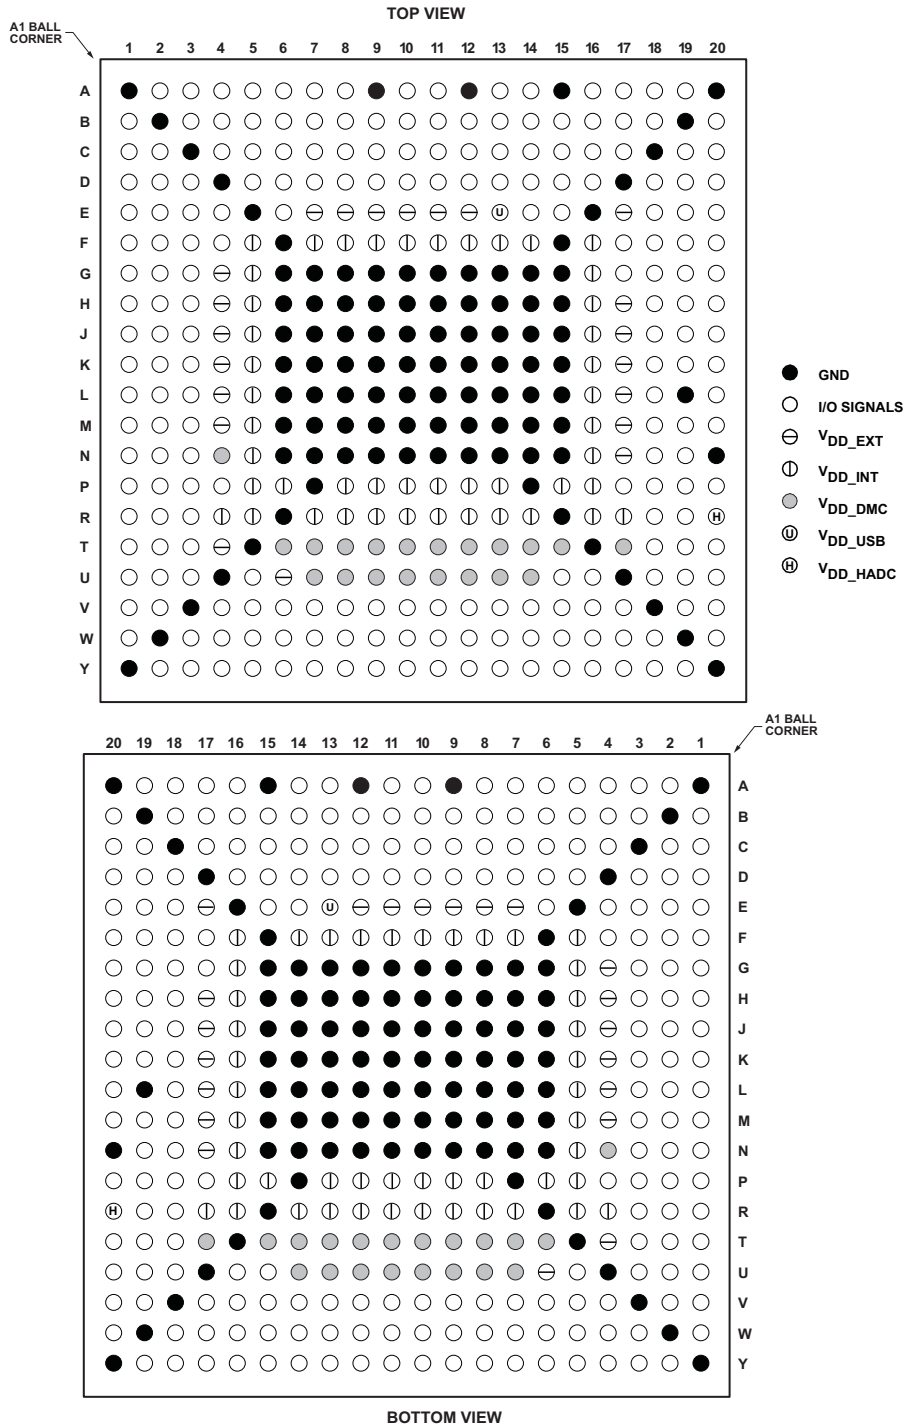 TOP VIEW
A1 BALL
CORNER
1 2 3 4 5 6 7 8 9 10 11 12 13 14 15 16 17 18 19 20
A
B
C
D
E U
F
G
H
J
K
L
M
N
P
R H
T
U
V
W
Y
GND
I/O SIGNALS
VDD_EXT
VDD_INT
VDD_DMC
U VDD_USB
H VDD_HADC
A1 BALL
CORNER
20 19 18 17 16 15 14 13 12 11 10 9 8 7 6 5 4 3 2 1
A
B
C
D
U E
F
G
H
J
K
L
M
N
P
H R
T
U
V
W
Y
BOTTOM VIEW